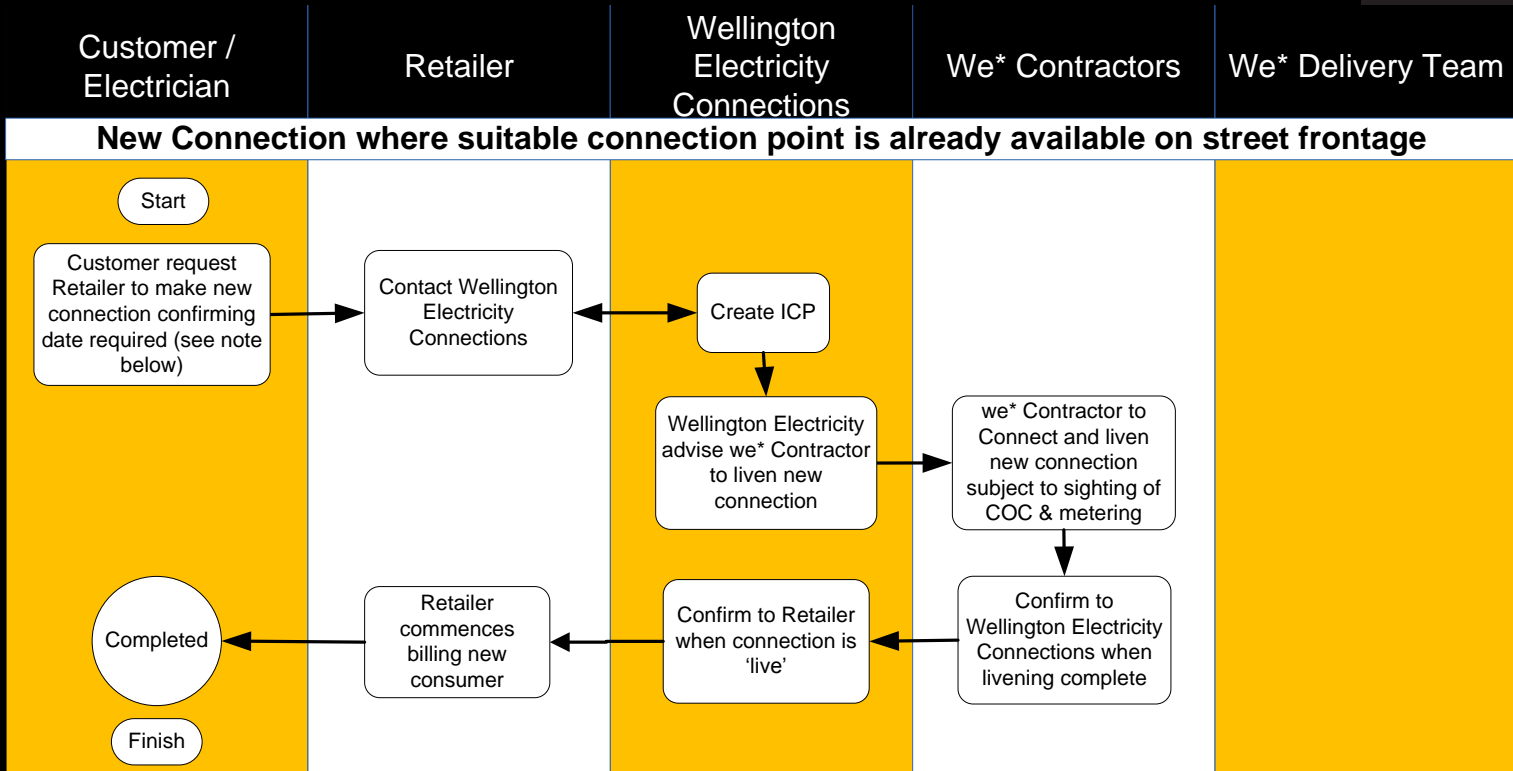 Customer /
Electrician
Retailer
Wellington
Electricity
Connections
We* Contractors
We* Delivery Team
New Connection where suitable connection point is already available on street frontage
Start
Customer request
Retailer to make new
connection confirming
date required (see note
below)
Contact Wellington
Electricity
Connections
Create ICP
Wellington Electricity
advise we* Contractor
to liven new
connection
we* Contractor to
Connect and liven
new connection
subject to sighting of
COC & metering
Completed
Retailer
commences
billing new
consumer
Confirm to Retailer
when connection is
‘live’
Confirm to
Wellington Electricity
Connections when
livening complete
Finish